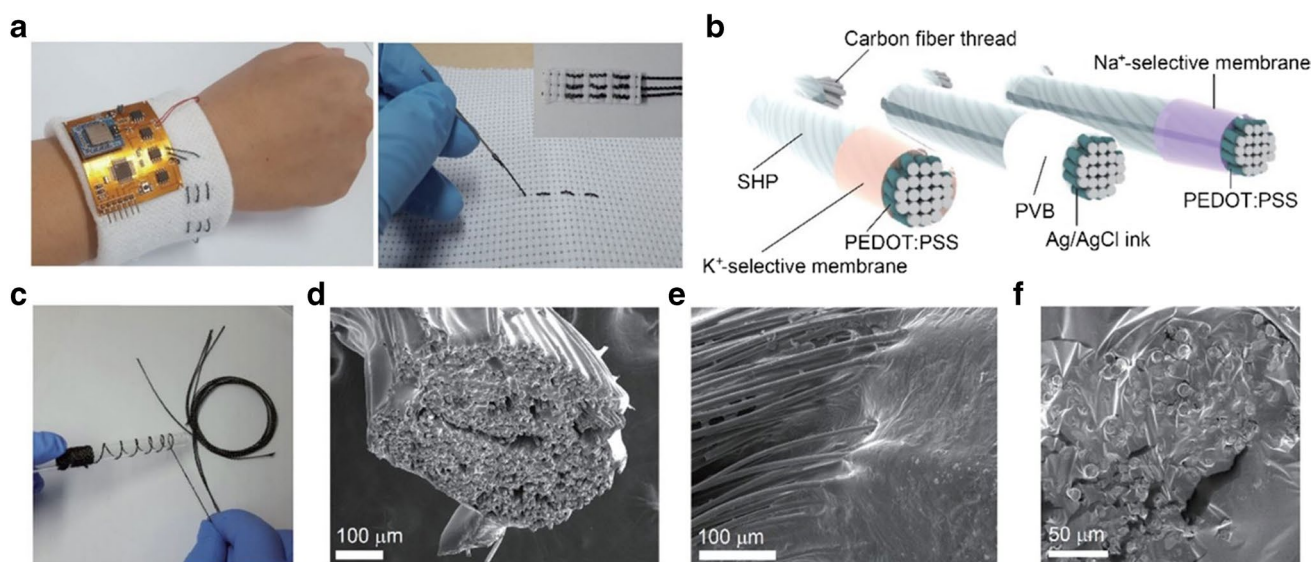 a
b
Carbon fiber thread
Na⁺-selective membrane
SHP
PEDOT:PSS
K⁺-selective membrane
PVB
Ag/AgCl ink
PEDOT:PSS
c
d
e
f
100 μm
100 μm
50 μm